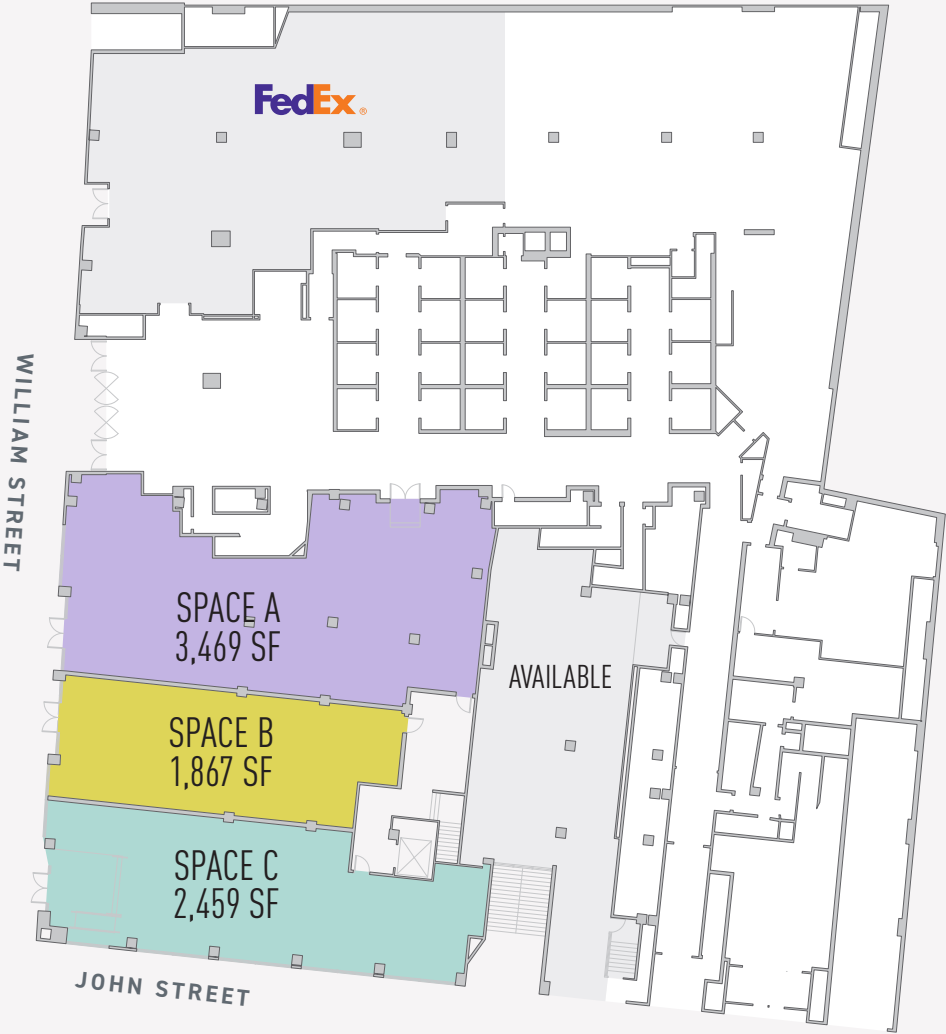 FedEx®
WILLIAM STREET
SPACE A
3,469 SF
AVAILABLE
SPACE B
1,867 SF
SPACE C
2,459 SF
JOHN STREET